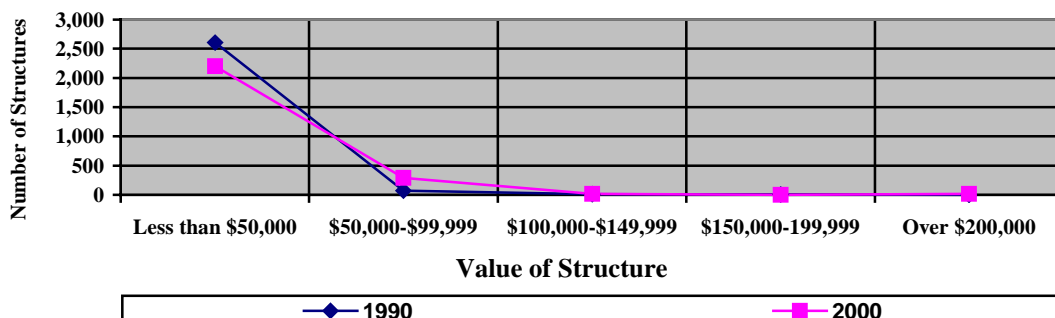 Number of Structures
3,000
2,500
2,000
1,500
1,000
500
0
Less than $50,000 $50,000-$99,999 $100,000-$149,999 $150,000-199,999 Over $200,000
Value of Structure
1990 2000